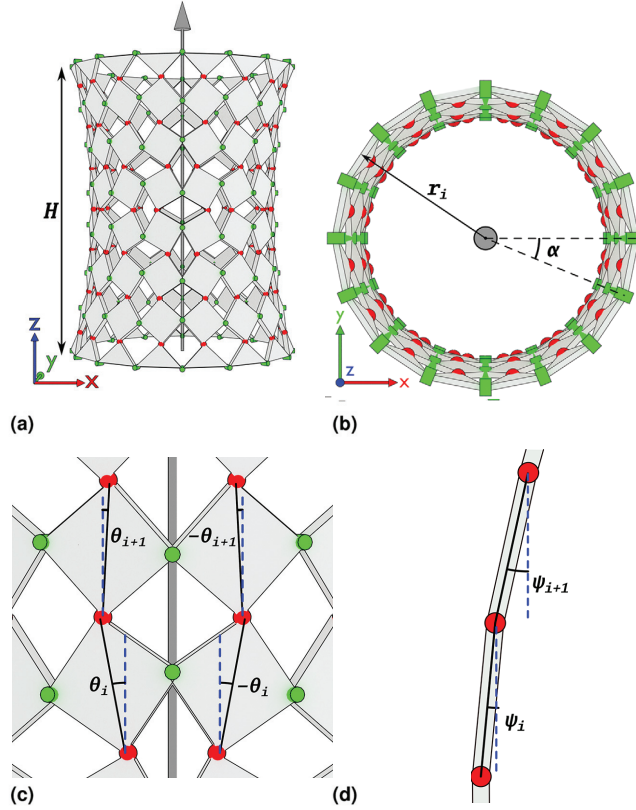 H
z
y
x
(a)
r_i
α
y
z
x
(b)
θ_{i+1}
-θ_{i+1}
θ_i
-θ_i
(c)
ψ_{i+1}
ψ_i
(d)